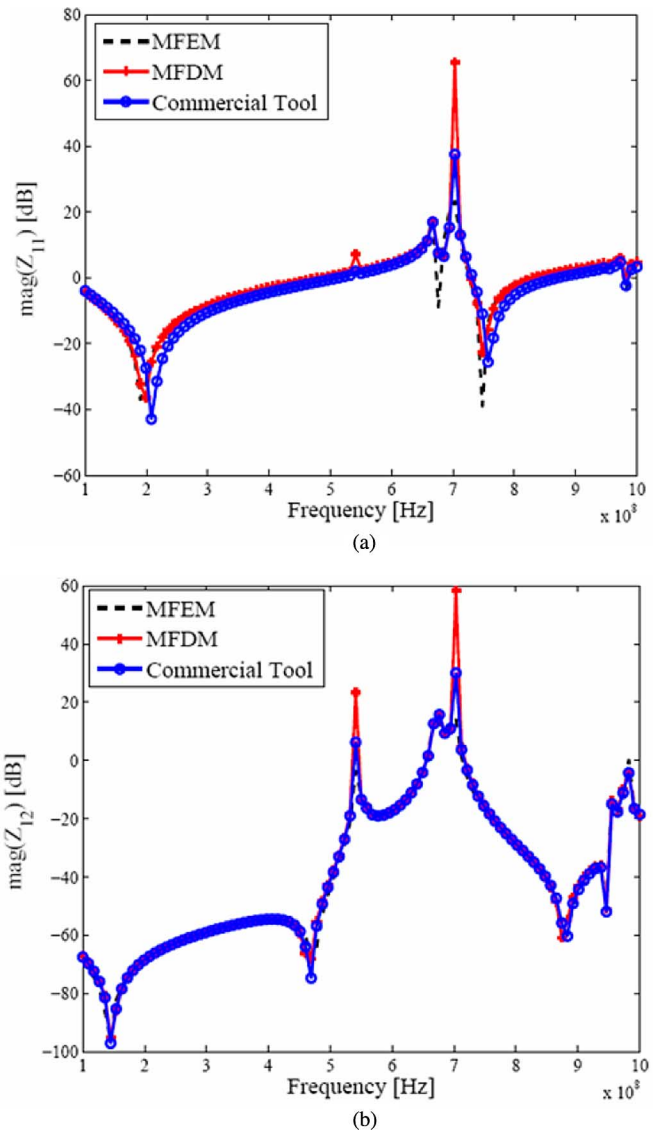 80
60
40
20
0
−20
−40
−60
mag(Z11) [dB]
MFEM
MFDM
Commercial Tool
1 2 3 4 5 6 7 8 9 10
Frequency [Hz]
x 10^8
(a)
60
40
20
0
−20
−40
−60
−80
−100
mag(Z12) [dB]
MFEM
MFDM
Commercial Tool
1 2 3 4 5 6 7 8 9 10
Frequency [Hz]
x 10^8
(b)